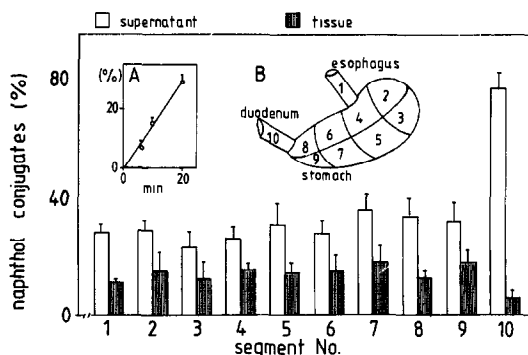 supernatant tissue
naphthol conjugates (%)
80
40
0
(%) A
20
0
0 20
min
B
esophagus
duodenum
stomach
1
2
3
4
5
6
7
8
9
10
1 2 3 4 5 6 7 8 9 10
segment No.